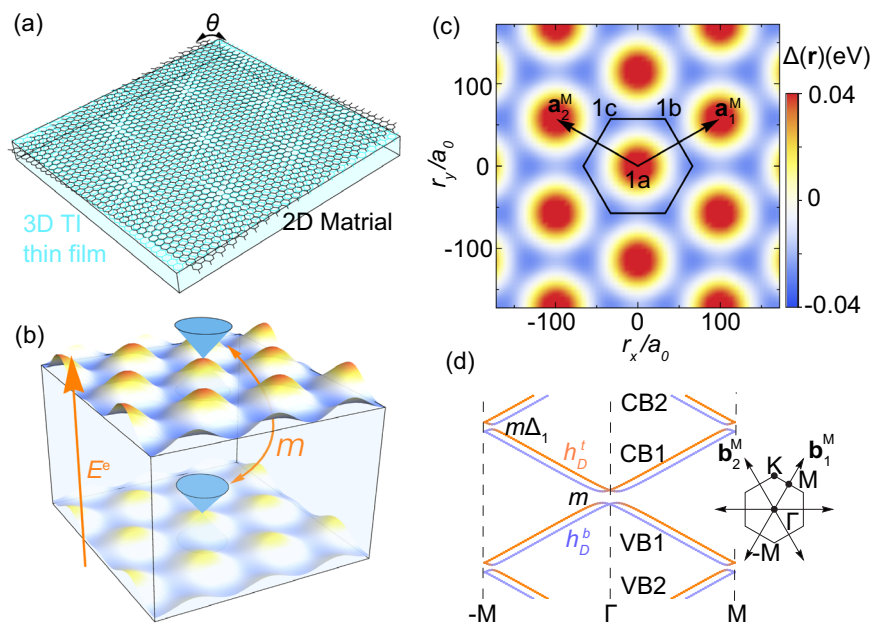 (a)
θ
3D TI
thin film
2D Matrial
(b)
E^e
m
(c)
Δ(r)(eV)
0.04
0
-0.04
100
0
-100
r_y/a_0
-100
0
100
r_x/a_0
a_2^M
a_1^M
1c
1b
1a
(d)
CB2
mΔ_1
h_D^t
CB1
m
h_D^b
VB1
VB2
-M
Γ
M
b_2^M
K
b_1^M
M
Γ
-M